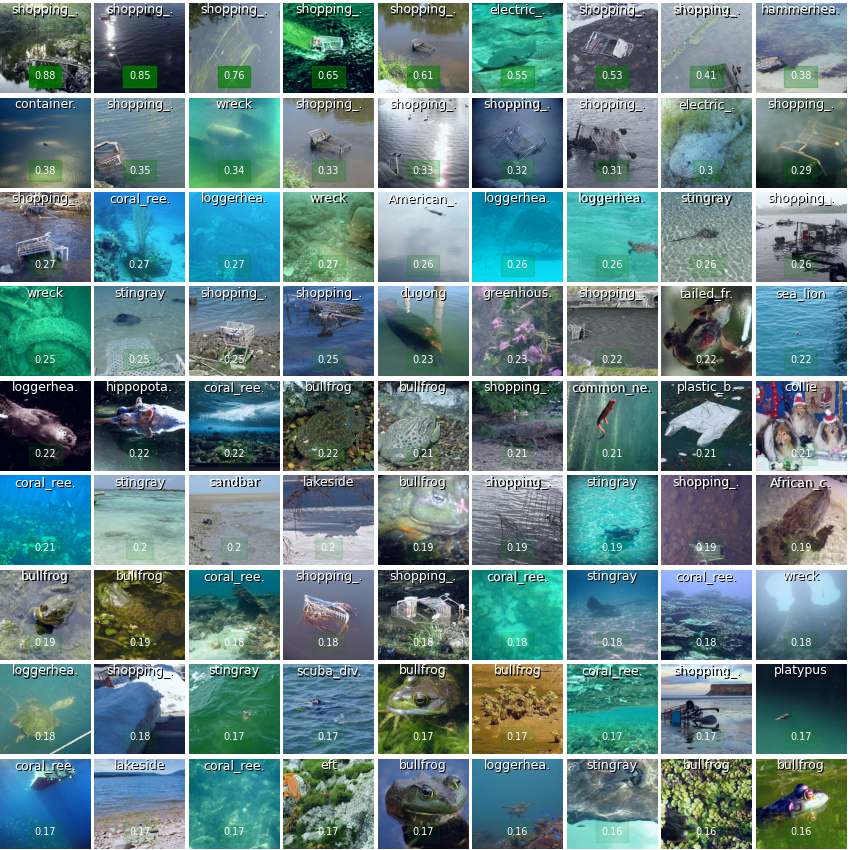 shopping_. shopping_. shopping_. shopping_. shopping_. electric_. shopping_. shopping_. hammerhea.
0.88 0.85 0.76 0.65 0.61 0.55 0.53 0.41 0.38
container. shopping_. wreck shopping_. shopping_. shopping_. shopping_. electric_. shopping_.
0.38 0.35 0.34 0.33 0.33 0.32 0.31 0.3 0.29
shopping_. coral_ree. loggerhea. wreck American_. loggerhea. loggerhea. stingray shopping_.
0.27 0.27 0.27 0.27 0.26 0.26 0.26 0.26 0.26
wreck stingray shopping_. shopping_. dugong greenhous. shopping_. tailed_fr. sea_lion
0.25 0.25 0.25 0.25 0.23 0.23 0.22 0.22 0.22
loggerhea. hippopota. coral_ree. bullfrog bullfrog shopping_. common_ne. plastic_b. collie
0.22 0.22 0.22 0.22 0.21 0.21 0.21 0.21 0.21
coral_ree. stingray sandbar lakeside bullfrog shopping_. stingray shopping_. African_c.
0.21 0.2 0.2 0.2 0.19 0.19 0.19 0.19 0.19
bullfrog bullfrog coral_ree. shopping_. shopping_. coral_ree. stingray coral_ree. wreck
0.19 0.19 0.18 0.18 0.18 0.18 0.18 0.18 0.18
loggerhea. shopping_. stingray scuba_div. bullfrog bullfrog coral_ree. shopping_. platypus
0.18 0.18 0.17 0.17 0.17 0.17 0.17 0.17 0.17
coral_ree. lakeside coral_ree. eft bullfrog loggerhea. stingray bullfrog bullfrog
0.17 0.17 0.17 0.17 0.17 0.16 0.16 0.16 0.16